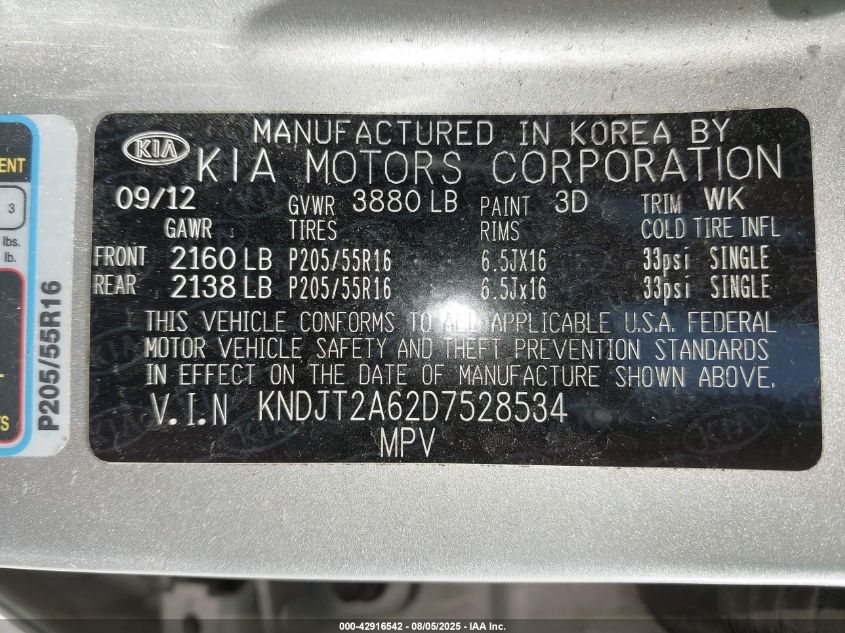 MANUFACTURED IN KOREA BY
KIA KIA MOTORS CORPORATION
09/12 GVWR 3880 LB PAINT 3D TRIM WK
GAWR TIRES RIMS COLD TIRE INFL
FRONT 2160 LB P205/55R16 6.5JX16 33psi SINGLE
REAR 2138 LB P205/55R16 6.5Jx16 33psi SINGLE
THIS VEHICLE CONFORMS TO ALL APPLICABLE U.S.A. FEDERAL
MOTOR VEHICLE SAFETY AND THEFT PREVENTION STANDARDS
IN EFFECT ON THE DATE OF MANUFACTURE SHOWN ABOVE.
V.I.N KNDJT2A62D7528534
MPV
3
lbs.
lb.
P205/55R16
000-42916542 - 08/05/2025 - IAA Inc.